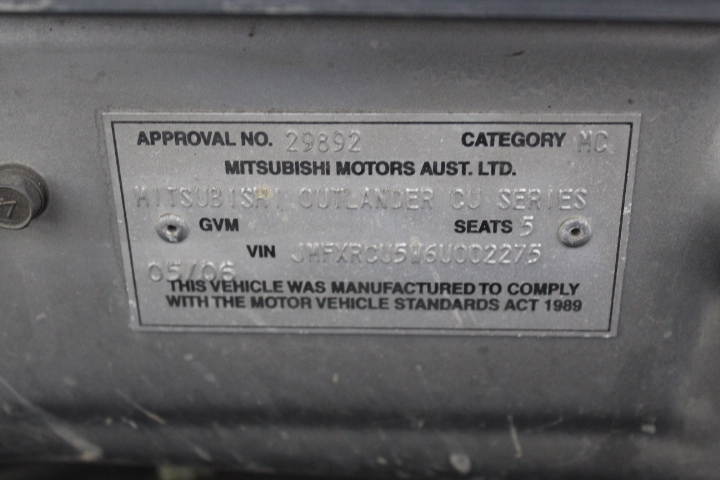 APPROVAL NO. 29892 CATEGORY MC
MITSUBISHI MOTORS AUST. LTD.
MITSUBISHI OUTLANDER CU SERIES
GVM SEATS 5
VIN JMFXRCU5W6U002275
05/06
THIS VEHICLE WAS MANUFACTURED TO COMPLY
WITH THE MOTOR VEHICLE STANDARDS ACT 1989